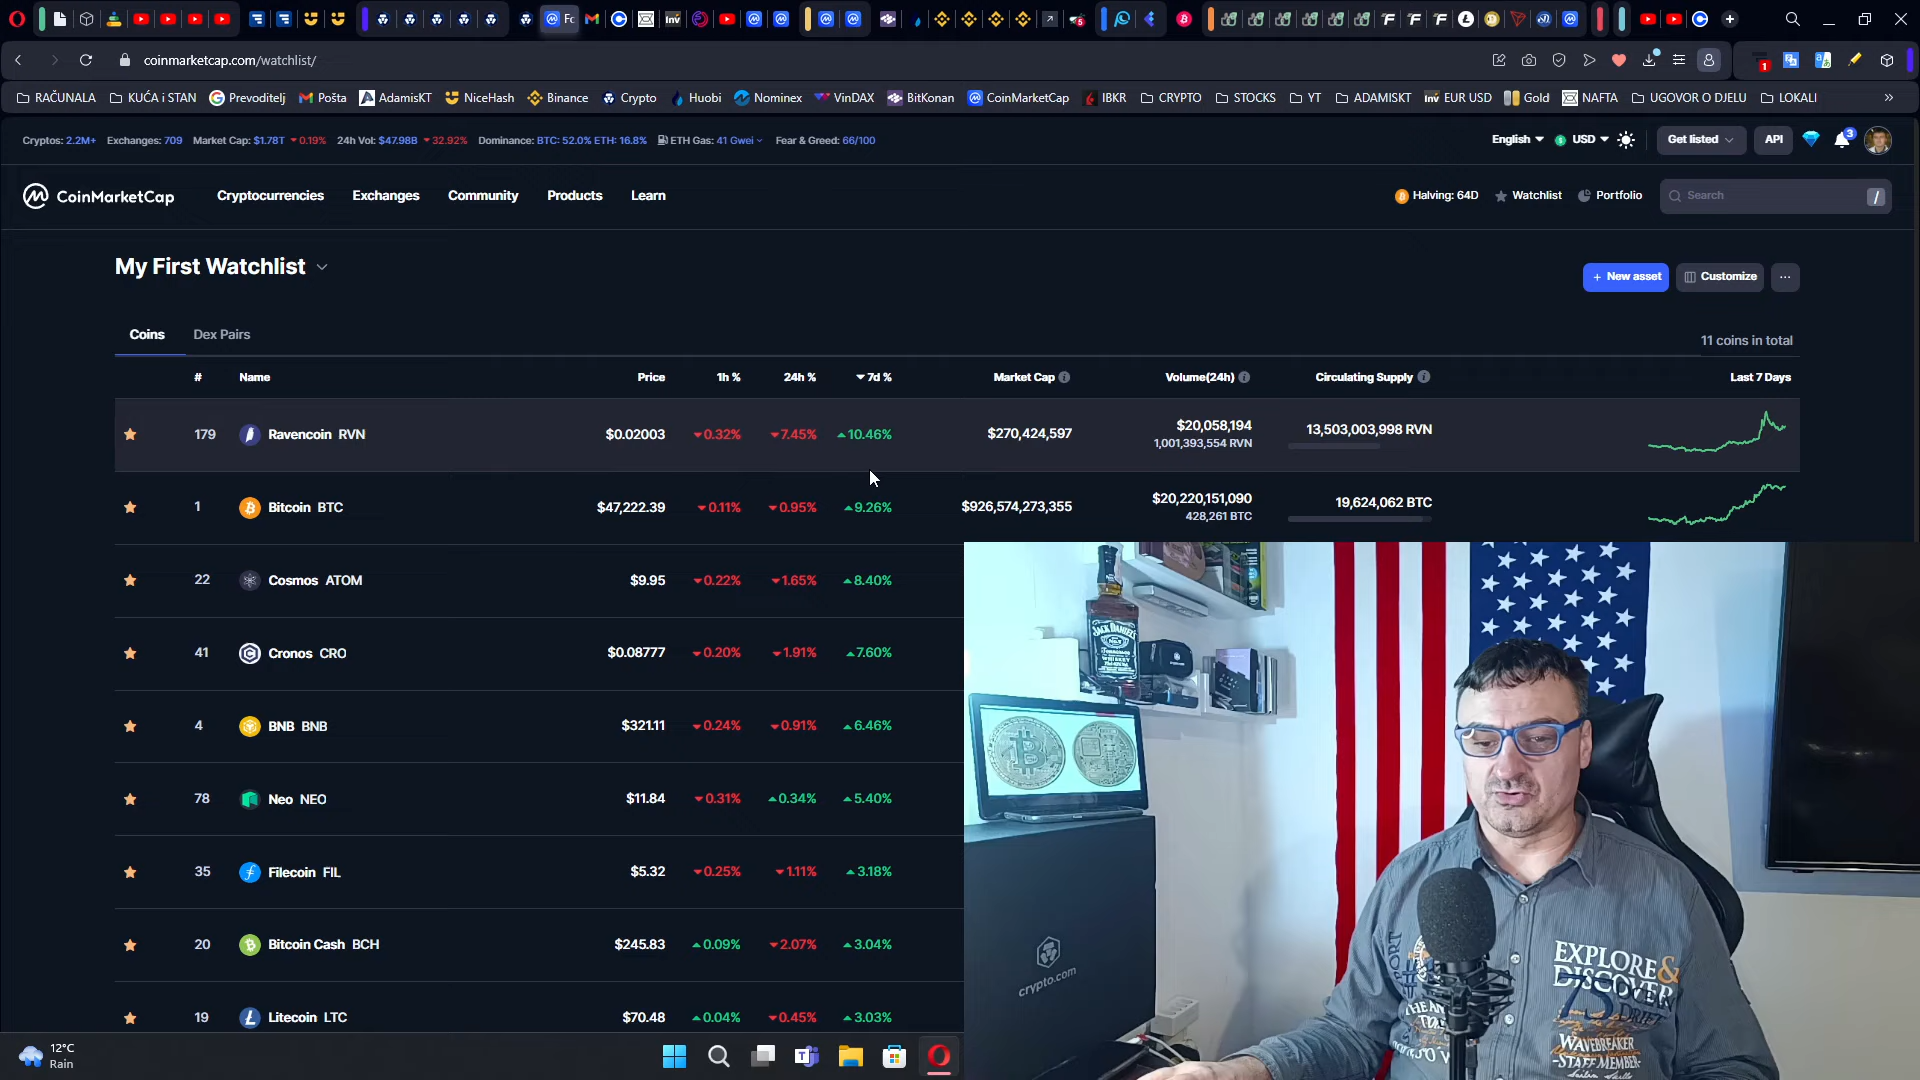 Fc
Inv
5
coinmarketcap.com/watchlist/
1
RAČUNALA KUĆA i STAN Prevoditelj Pošta AdamisKT NiceHash Binance Crypto Huobi Nominex VinDAX BitKonan CoinMarketCap IBKR CRYPTO STOCKS YT ADAMISKT Inv EUR USD Gold NAFTA UGOVOR O DJELU LOKALI »
Cryptos: 2.2M+ Exchanges: 709 Market Cap: $1.78T 0.19% 24h Vol: $47.98B 32.92% Dominance: BTC: 52.0% ETH: 16.8% ETH Gas: 41 Gwei Fear & Greed: 66/100
English USD Get listed API 3
CoinMarketCap Cryptocurrencies Exchanges Community Products Learn
Halving: 64D Watchlist Portfolio Search /
My First Watchlist
+ New asset Customize ...
Coins Dex Pairs
11 coins in total
# Name Price 1h % 24h % 7d % Market Cap Volume(24h) Circulating Supply Last 7 Days
179 Ravencoin RVN $0.02003 0.32% 7.45% 10.46% $270,424,597 $20,058,194 13,503,003,998 RVN
1,001,393,554 RVN
1 Bitcoin BTC $47,222.39 0.11% 0.95% 9.26% $926,574,273,355 $20,220,151,090 19,624,062 BTC
428,261 BTC
22 Cosmos ATOM $9.95 0.22% 1.65% 8.40%
41 Cronos CRO $0.08777 0.20% 1.91% 7.60%
4 BNB BNB $321.11 0.24% 0.91% 6.46%
78 Neo NEO $11.84 0.31% 0.34% 5.40%
35 Filecoin FIL $5.32 0.25% 1.11% 3.18%
20 Bitcoin Cash BCH $245.83 0.09% 2.07% 3.04%
19 Litecoin LTC $70.48 0.04% 0.45% 3.03%
JACK DANIEL'S
crypto.com
EXPLORE &
DISCOVER
75
WAVEBREAKER
-STAFF MEMBER-
12°C
Rain